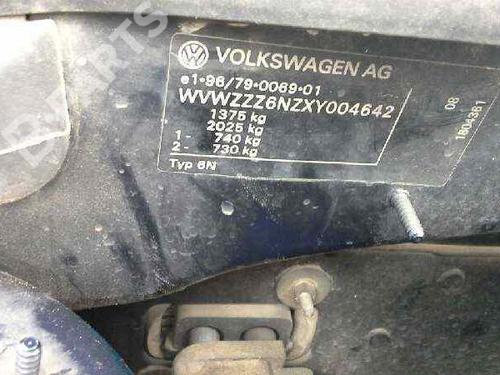 VOLKSWAGEN AG
e1*96/79*0069*01
WVWZZZ6NZXY004642
1375 kg
2025 kg
1- 740 kg
2- 730 kg
Typ 6N
08
1804381
PARTS